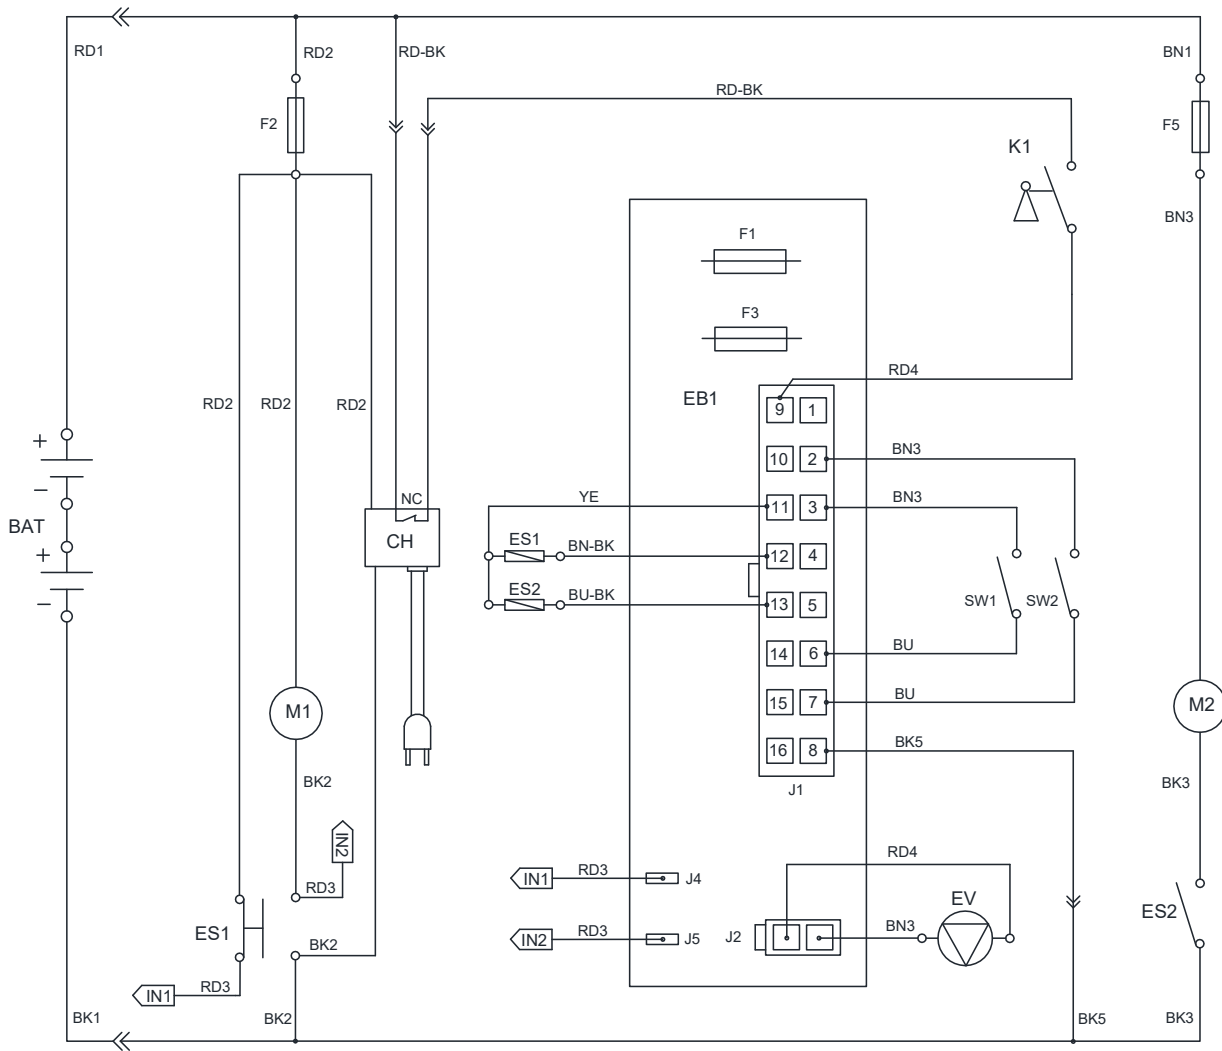 RD1
RD2
RD-BK
BN1
RD-BK
F2
F5
K1
BN3
F1
F3
RD4
EB1
RD2
RD2
RD2
9
1
10
2
BN3
+
−
NC
YE
11
3
BN3
BAT
CH
ES1
BN-BK
12
4
+
−
ES2
BU-BK
13
5
SW1
SW2
14
6
BU
15
7
BU
M1
M2
16
8
BK5
J1
BK2
BK3
IN2
RD3
IN1
RD3
J4
RD4
EV
ES1
BK2
IN2
RD3
J5
J2
BN3
ES2
IN1
RD3
BK1
BK2
BK5
BK3